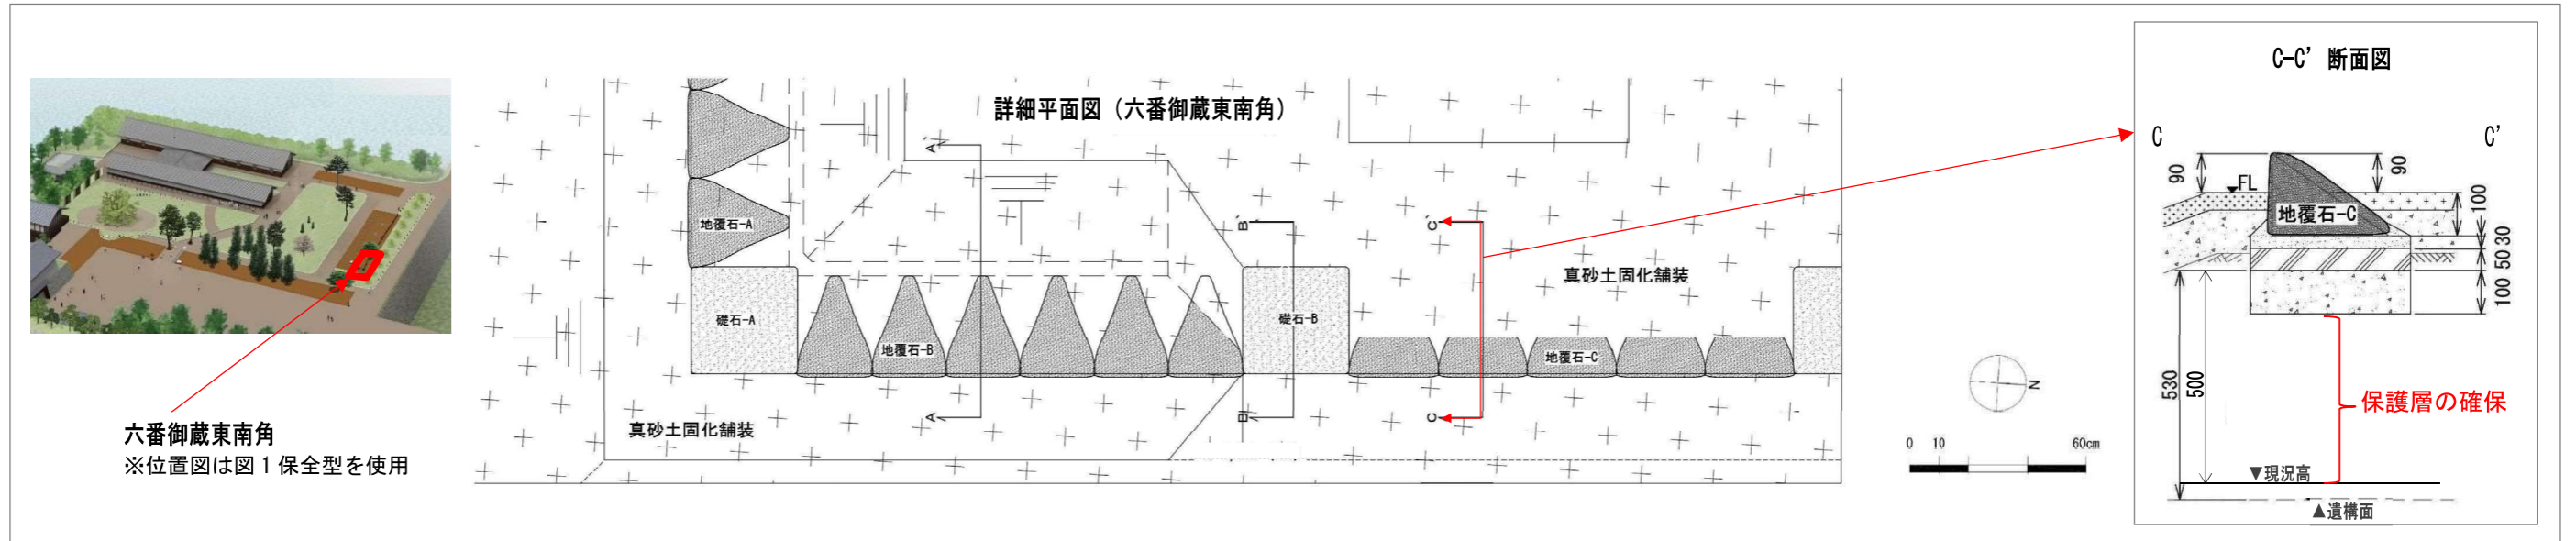 六番御蔵東南角
※位置図は図1保全型を使用
詳細平面図（六番御蔵東南角）
A'
B'
C'
地覆石-A
礎石-A
地覆石-B
礎石-B
地覆石-C
真砂土固化舗装
真砂土固化舗装
A
B
C
N
0 10 60cm
C-C' 断面図
C C'
90 90
▼FL
地覆石-C
100
30
50
100
530
500
保護層の確保
▼現況高
▲遺構面